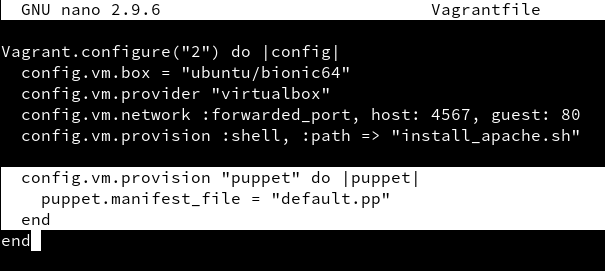 GNU nano 2.9.6 Vagrantfile
Vagrant.configure("2") do |config|
config.vm.box = "ubuntu/bionic64"
config.vm.provider "virtualbox"
config.vm.network :forwarded_port, host: 4567, guest: 80
config.vm.provision :shell, :path => "install_apache.sh"
config.vm.provision "puppet" do |puppet|
puppet.manifest_file = "default.pp"
end
end